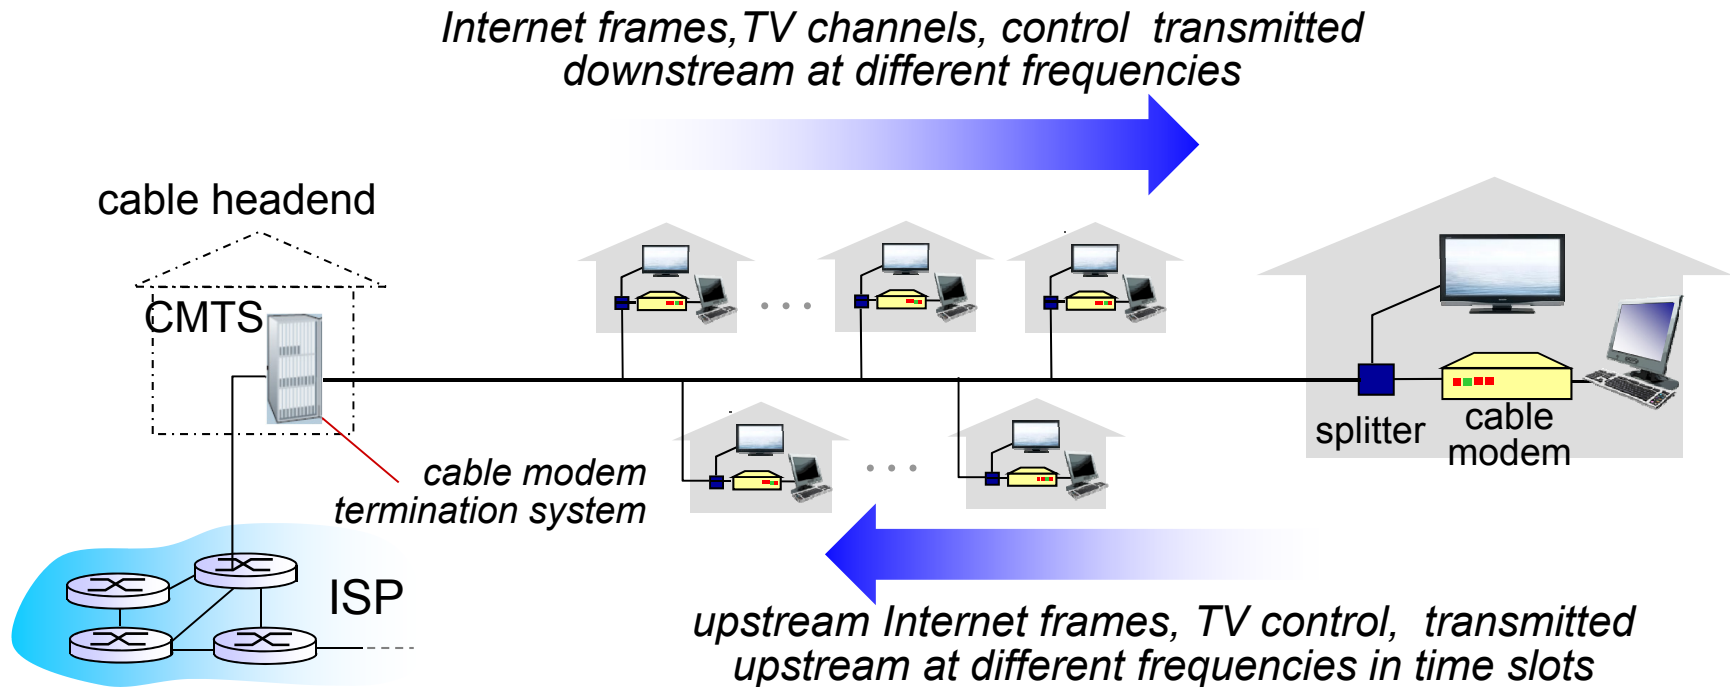 Internet frames,TV channels, control transmitted
downstream at different frequencies
cable headend
CMTS
splitter
cable
modem
cable modem
termination system
ISP
upstream Internet frames, TV control, transmitted
upstream at different frequencies in time slots